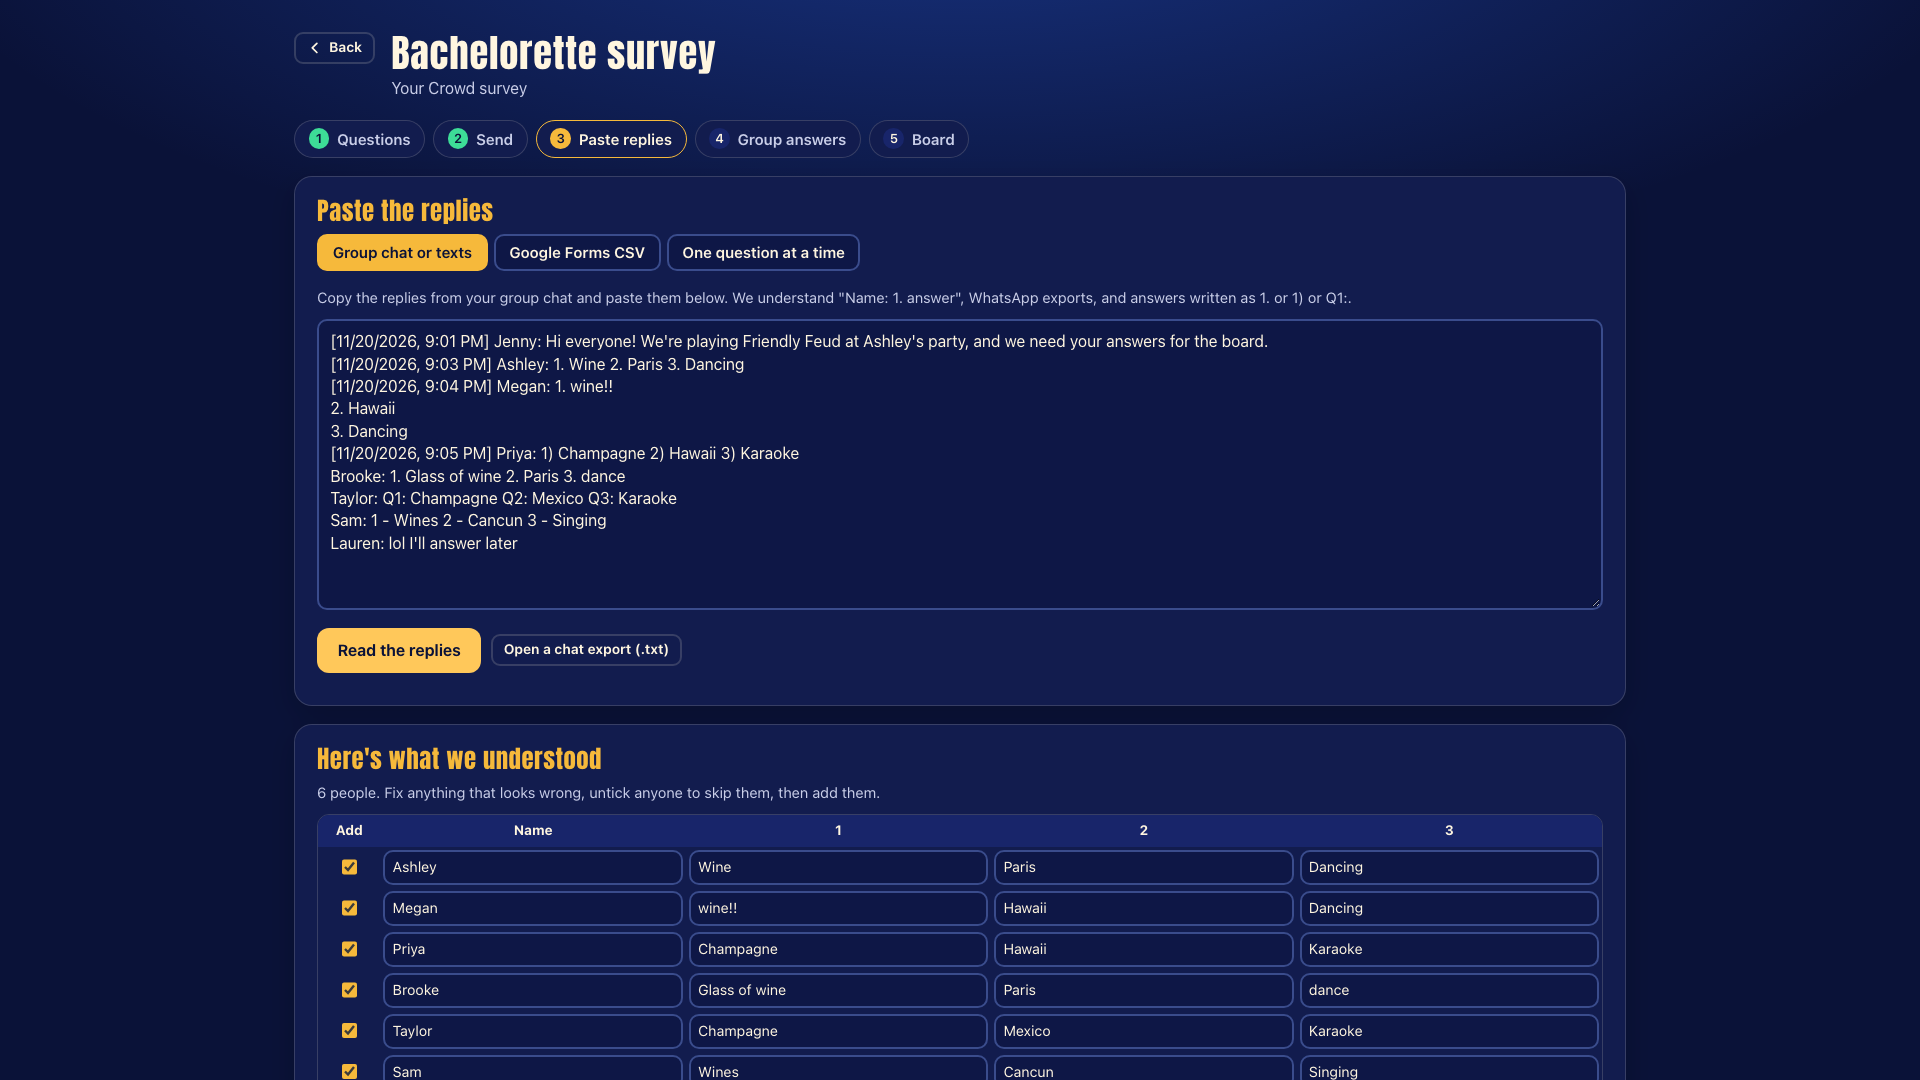 Back
Bachelorette survey
Your Crowd survey
1 Questions
2 Send
3 Paste replies
4 Group answers
5 Board
Paste the replies
Group chat or texts
Google Forms CSV
One question at a time
Copy the replies from your group chat and paste them below. We understand "Name: 1. answer", WhatsApp exports, and answers written as 1. or 1) or Q1:.
[11/20/2026, 9:01 PM] Jenny: Hi everyone! We're playing Friendly Feud at Ashley's party, and we need your answers for the board.
[11/20/2026, 9:03 PM] Ashley: 1. Wine 2. Paris 3. Dancing
[11/20/2026, 9:04 PM] Megan: 1. wine!!
2. Hawaii
3. Dancing
[11/20/2026, 9:05 PM] Priya: 1) Champagne 2) Hawaii 3) Karaoke
Brooke: 1. Glass of wine 2. Paris 3. dance
Taylor: Q1: Champagne Q2: Mexico Q3: Karaoke
Sam: 1 - Wines 2 - Cancun 3 - Singing
Lauren: lol I'll answer later
Read the replies
Open a chat export (.txt)
Here's what we understood
6 people. Fix anything that looks wrong, untick anyone to skip them, then add them.
Add Name 1 2 3
Ashley Wine Paris Dancing
Megan wine!! Hawaii Dancing
Priya Champagne Hawaii Karaoke
Brooke Glass of wine Paris dance
Taylor Champagne Mexico Karaoke
Sam Wines Cancun Singing